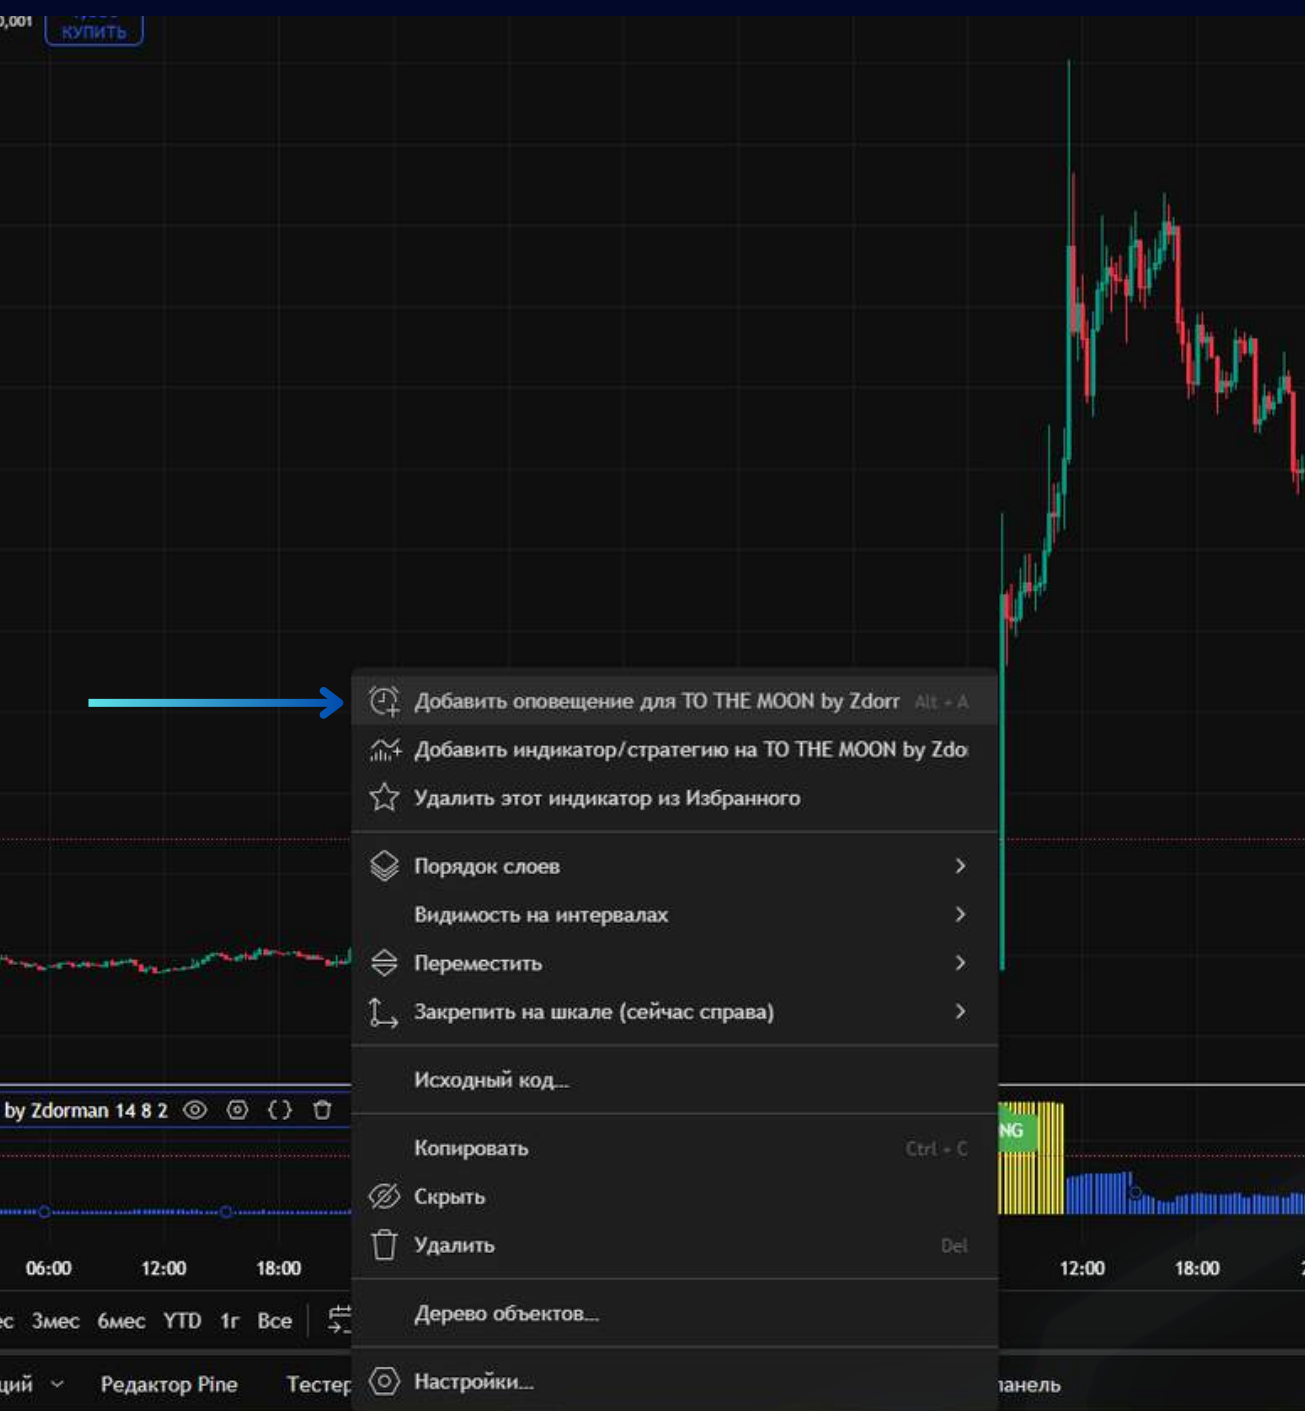 0,001
КУПИТЬ
Добавить оповещение для TO THE MOON by Zdorr Alt + A
Добавить индикатор/стратегию на TO THE MOON by Zdo
Удалить этот индикатор из Избранного
Порядок слоев
Видимость на интервалах
Переместить
Закрепить на шкале (сейчас справа)
Исходный код...
by Zdorman 14 8 2
NG
Копировать Ctrl + C
Скрыть
Удалить Del
06:00 12:00 18:00 12:00 18:00
ес 3мес 6мес YTD 1г Все
Дерево объектов...
ций Редактор Pine Тестер
Настройки...
панель